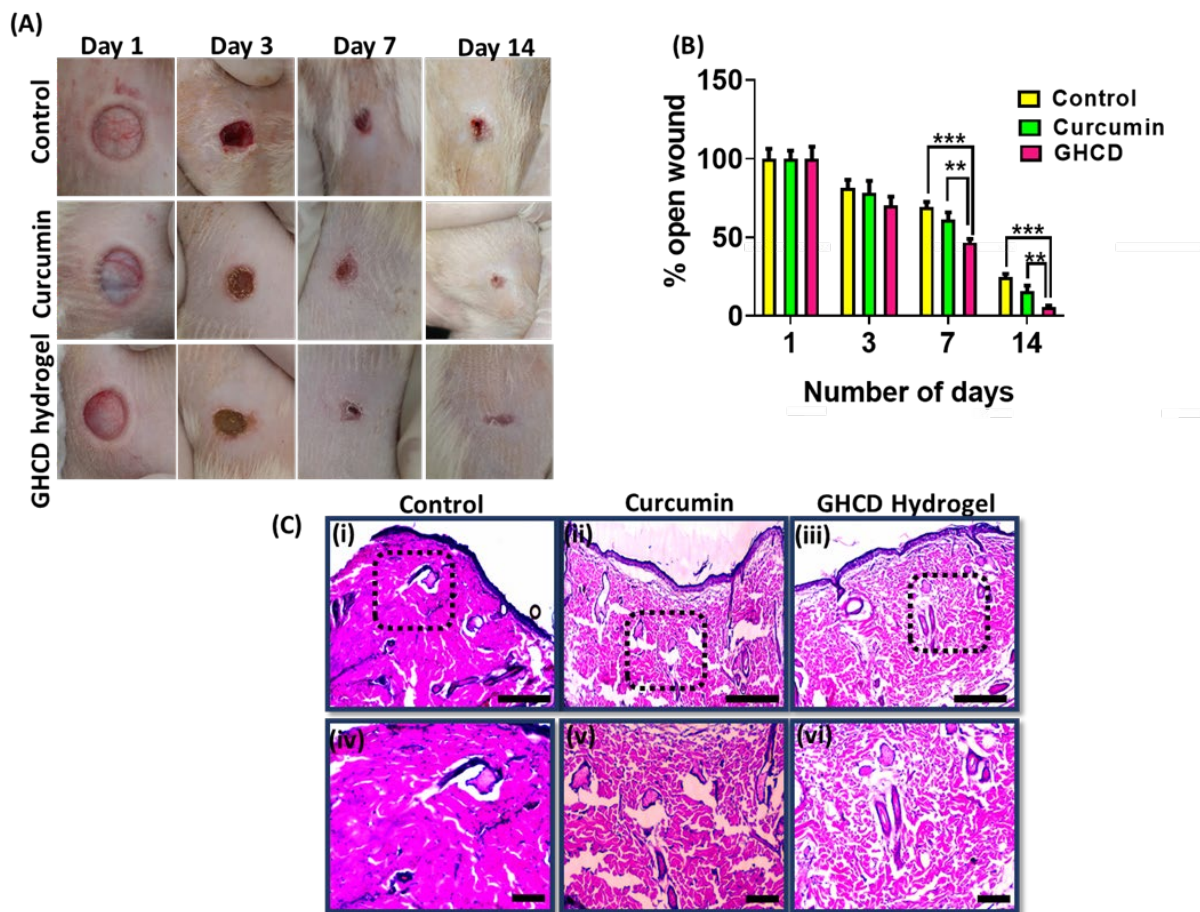 (A)
Day 1 Day 3 Day 7 Day 14
Control
Curcumin
GHCD hydrogel
(B)
% open wound
150
100
50
0
Control
Curcumin
GHCD
***
**
***
**
1 3 7 14
Number of days
(C)
Control Curcumin GHCD Hydrogel
(i) (ii) (iii)
(iv) (v) (vi)